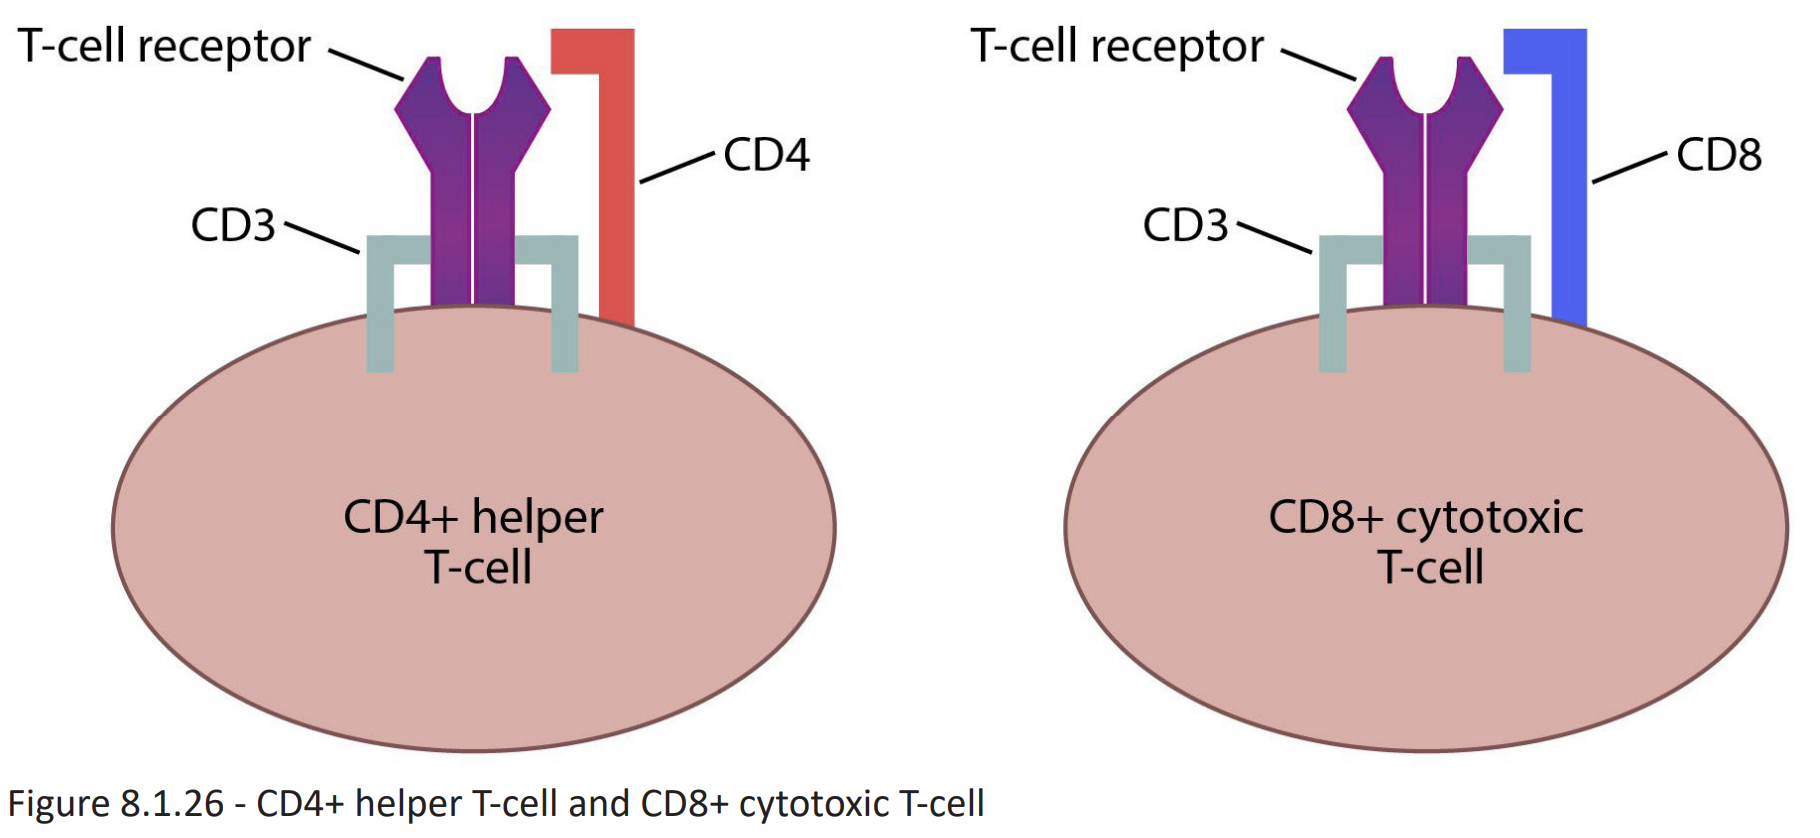 T-cell receptor
CD4
CD3
CD4+ helper
T-cell
T-cell receptor
CD8
CD3
CD8+ cytotoxic
T-cell
Figure 8.1.26 - CD4+ helper T-cell and CD8+ cytotoxic T-cell